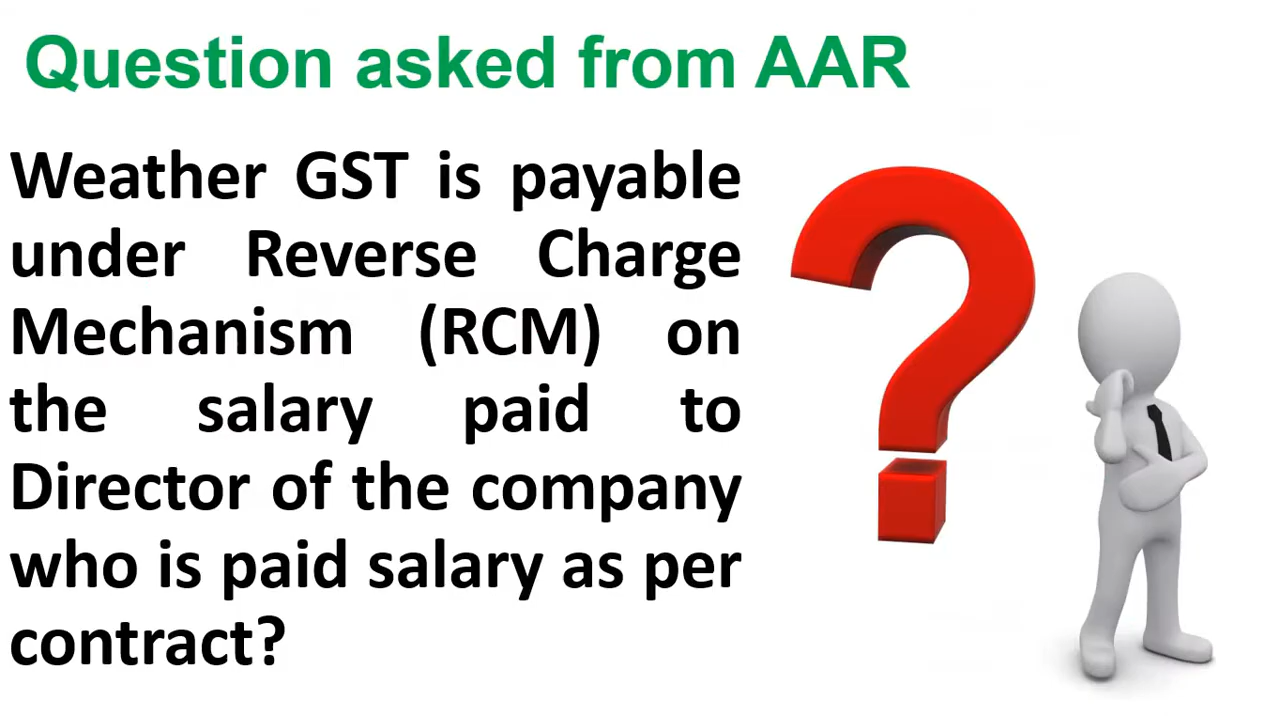 Question asked from AAR
Weather GST is payable
under Reverse Charge
Mechanism (RCM) on
the salary paid to
Director of the company
who is paid salary as per
contract?